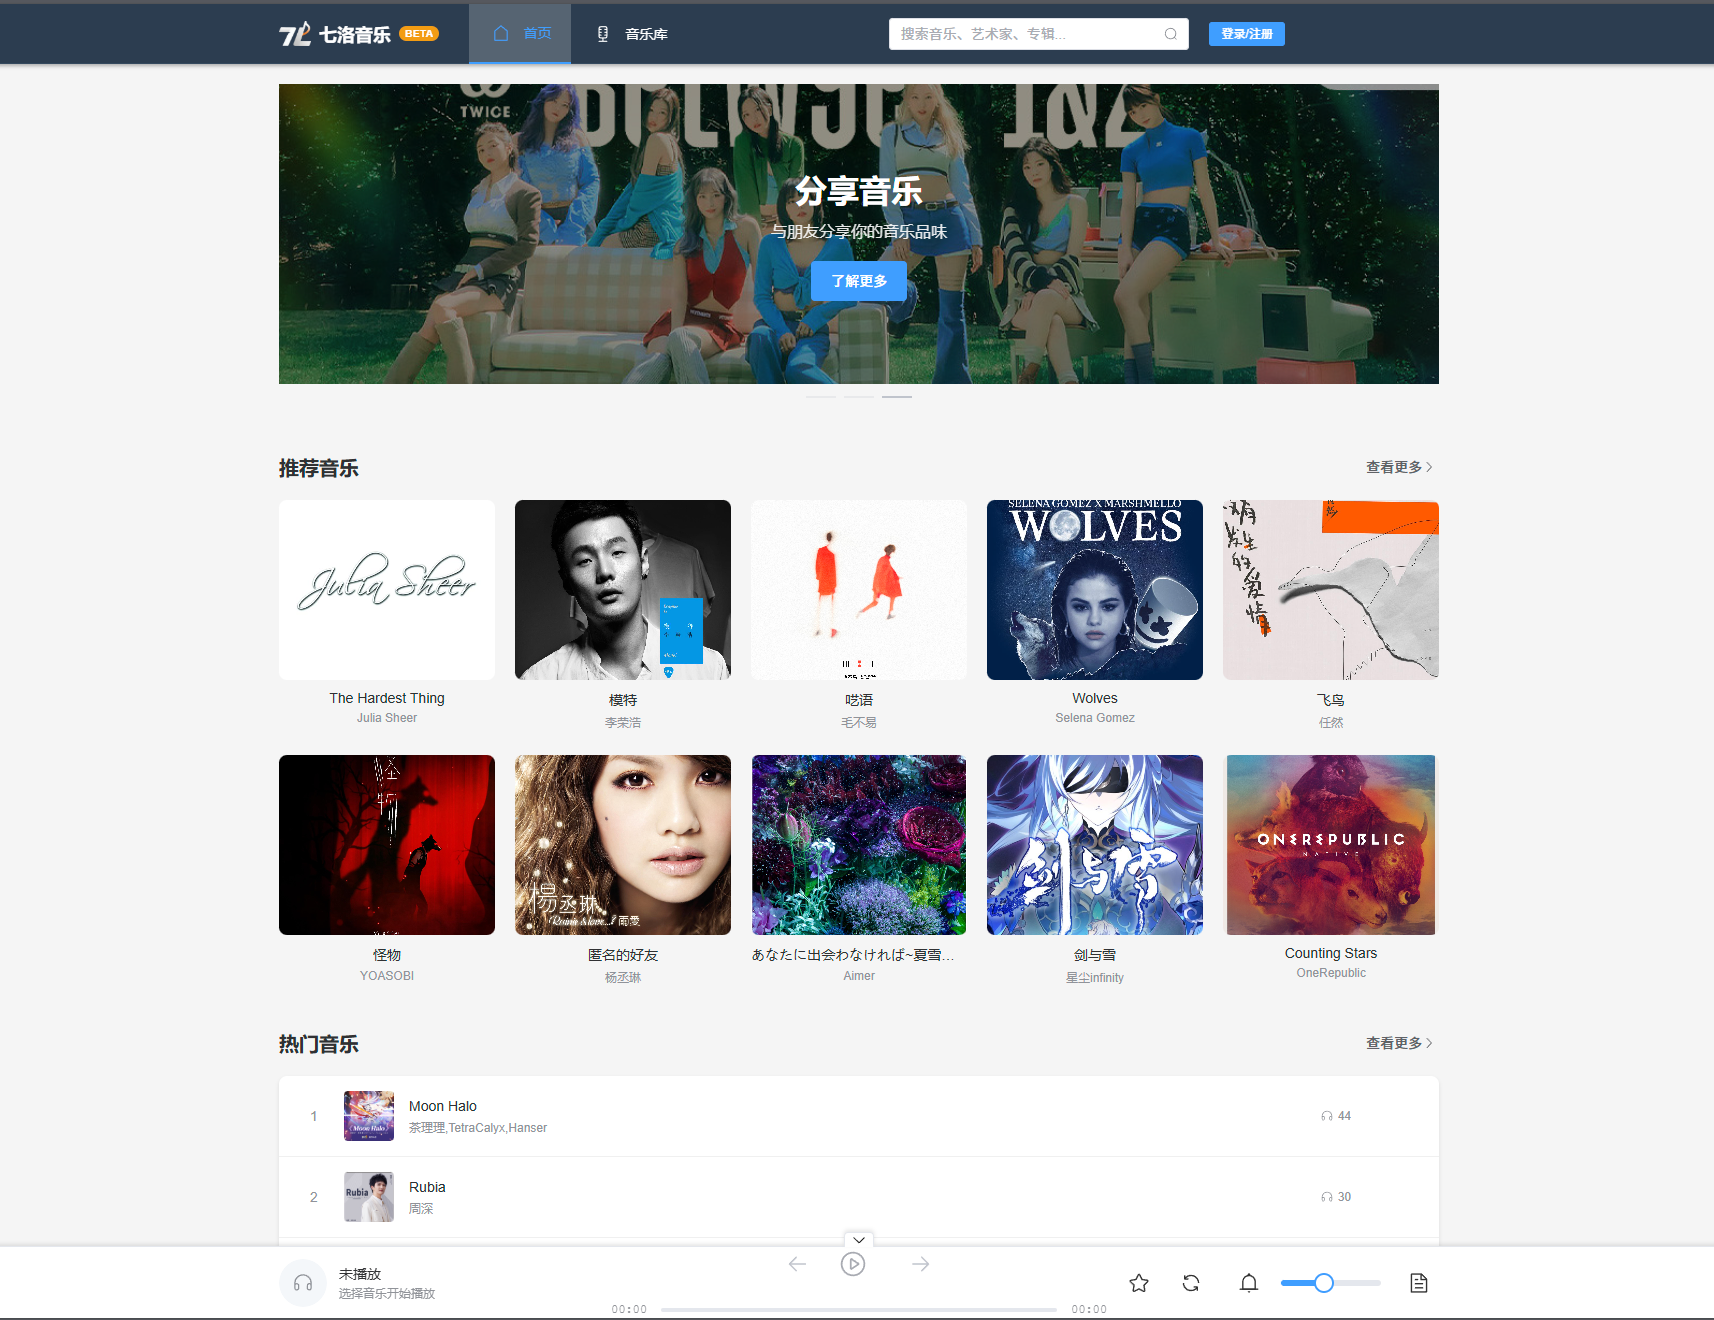 七洛音乐 BETA 首页 音乐库 搜索音乐、艺术家、专辑... 登录/注册
TWICE
分享音乐
与朋友分享你的音乐品味
了解更多
推荐音乐 查看更多
Julia Sheer
SELENA GOMEZ X MARSHMELLO
WOLVES
The Hardest Thing
Julia Sheer
模特
李荣浩
呓语
毛不易
Wolves
Selena Gomez
飞鸟
任然
怪物
楊丞琳
剑与雪
ONEREPUBLIC
NATIVE
怪物
YOASOBI
匿名的好友
杨丞琳
あなたに出会わなければ~夏雪...
Aimer
剑与雪
星尘infinity
Counting Stars
OneRepublic
热门音乐 查看更多
1 Moon Halo 44
茶理理,TetraCalyx,Hanser
2 Rubia 30
周深
未播放
选择音乐开始播放
00:00 00:00